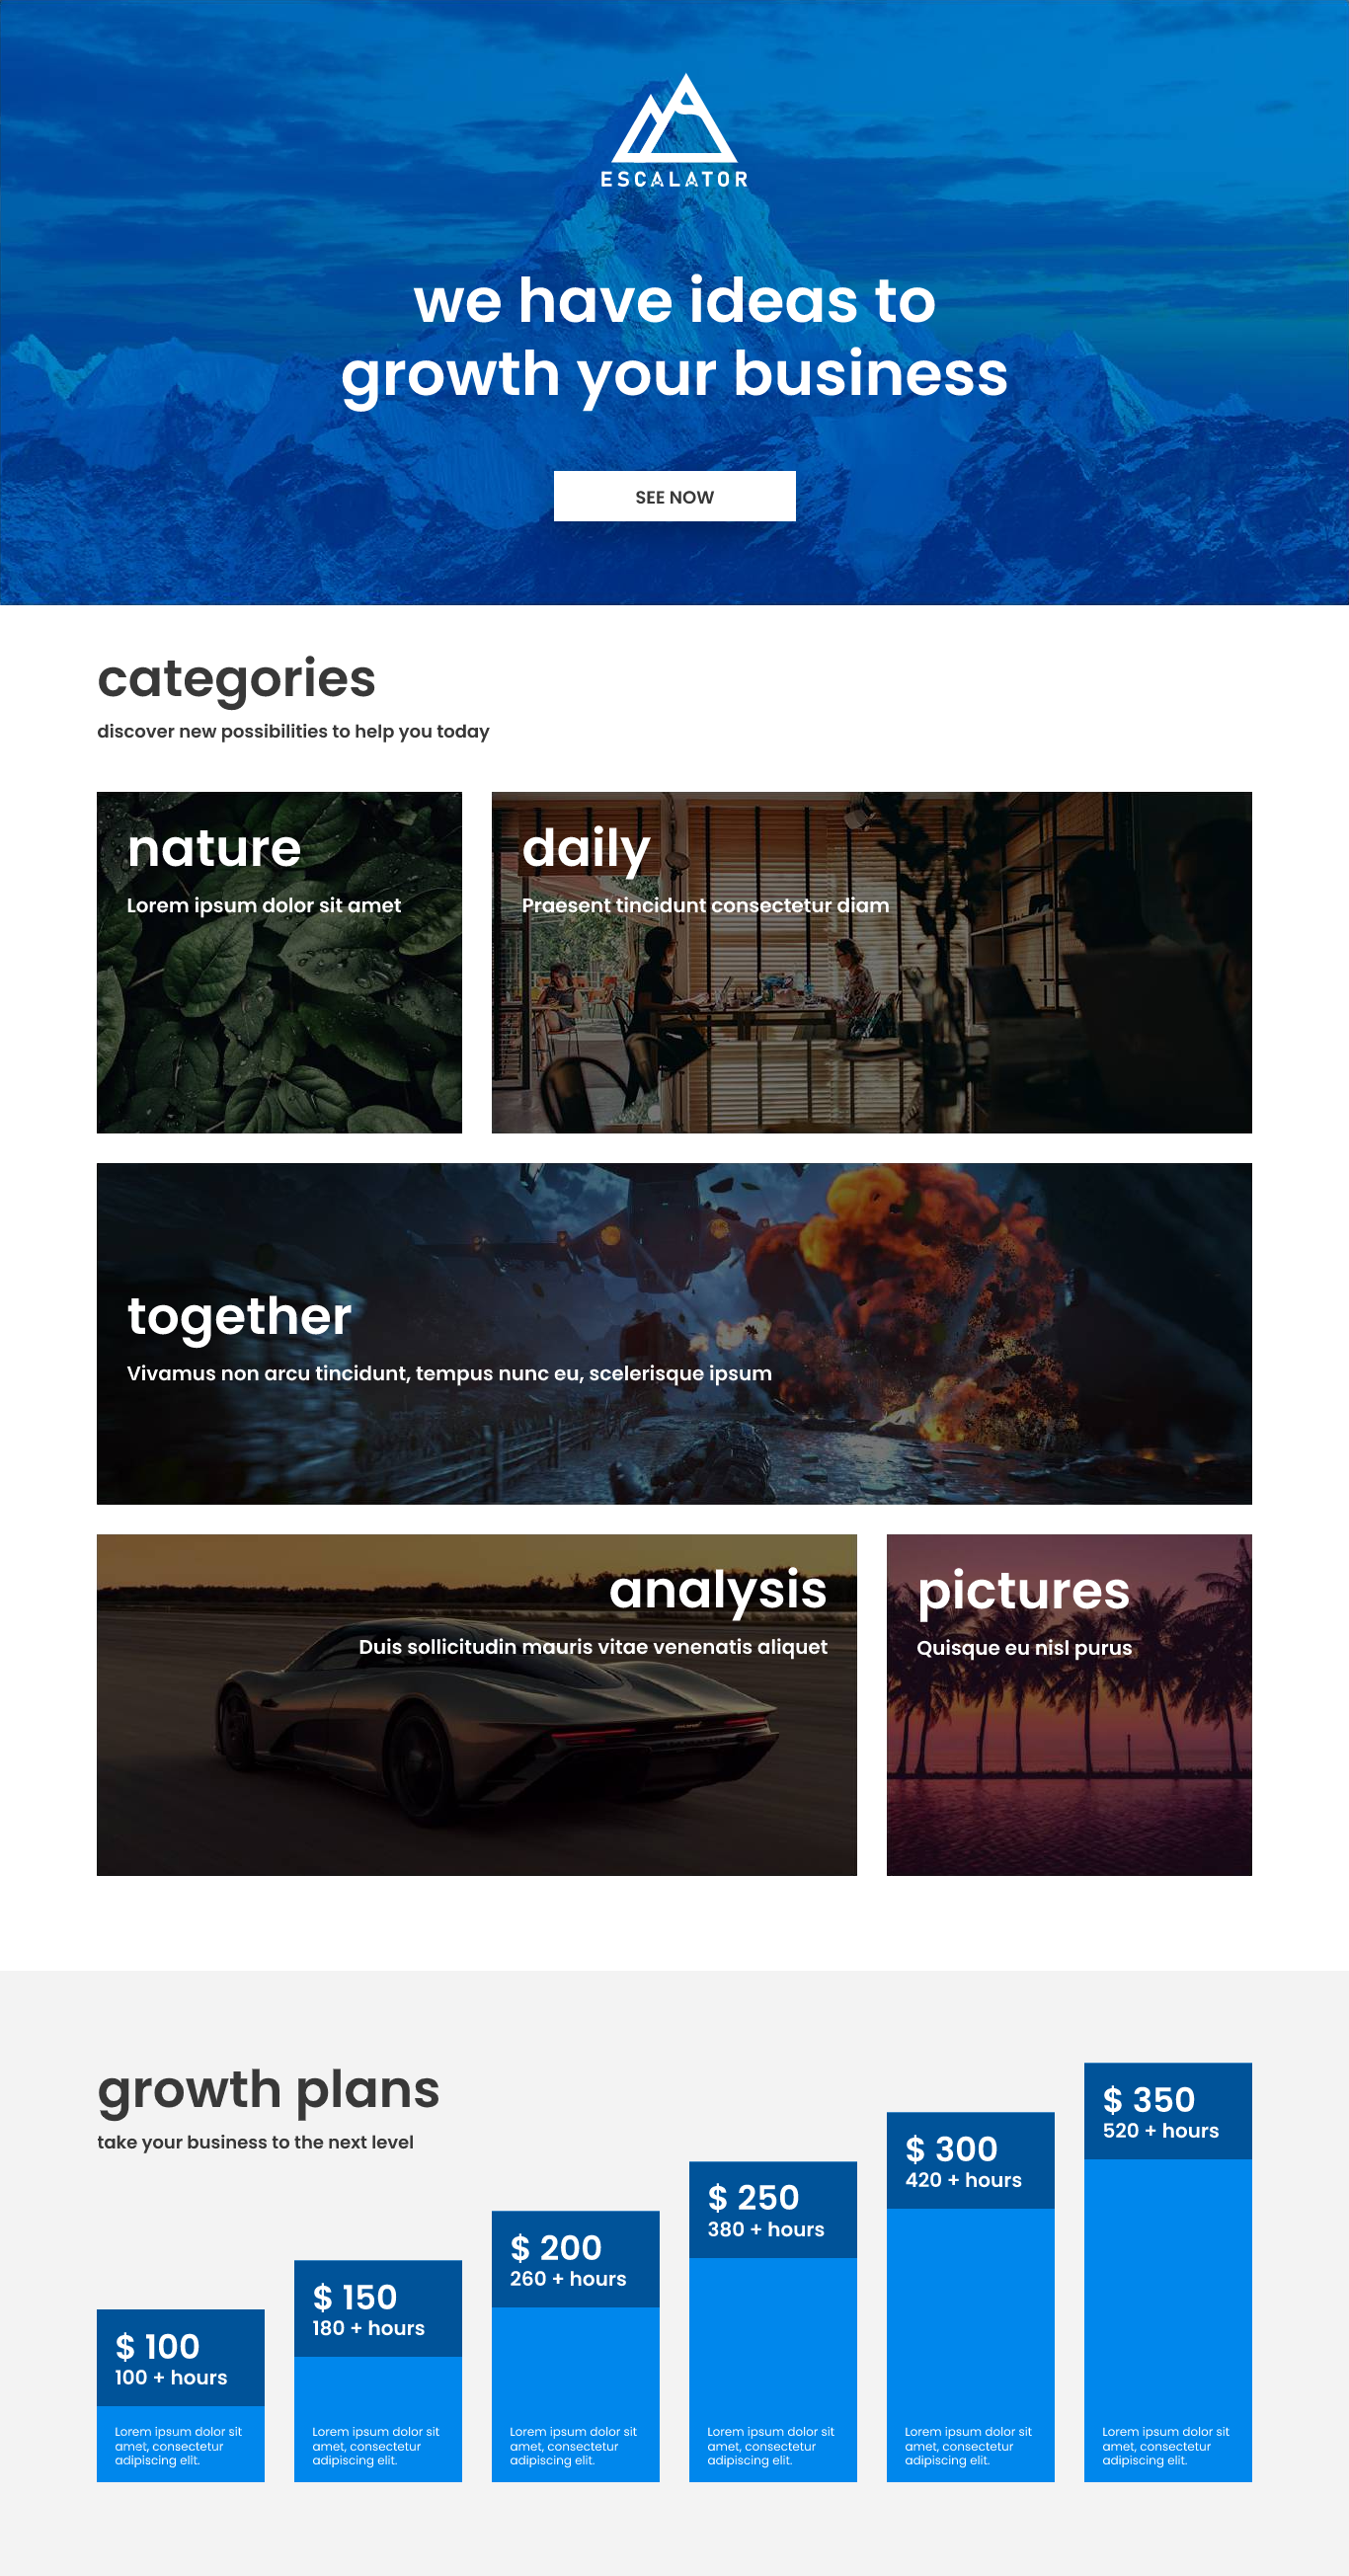 ESCALATOR
we have ideas to
growth your business
SEE NOW
categories
discover new possibilities to help you today
nature
Lorem ipsum dolor sit amet
daily
Praesent tincidunt consectetur diam
together
Vivamus non arcu tincidunt, tempus nunc eu, scelerisque ipsum
analysis
Duis sollicitudin mauris vitae venenatis aliquet
pictures
Quisque eu nisl purus
growth plans
take your business to the next level
$ 100
100 + hours
Lorem ipsum dolor sit
amet, consectetur
adipiscing elit.
$ 150
180 + hours
Lorem ipsum dolor sit
amet, consectetur
adipiscing elit.
$ 200
260 + hours
Lorem ipsum dolor sit
amet, consectetur
adipiscing elit.
$ 250
380 + hours
Lorem ipsum dolor sit
amet, consectetur
adipiscing elit.
$ 300
420 + hours
Lorem ipsum dolor sit
amet, consectetur
adipiscing elit.
$ 350
520 + hours
Lorem ipsum dolor sit
amet, consectetur
adipiscing elit.